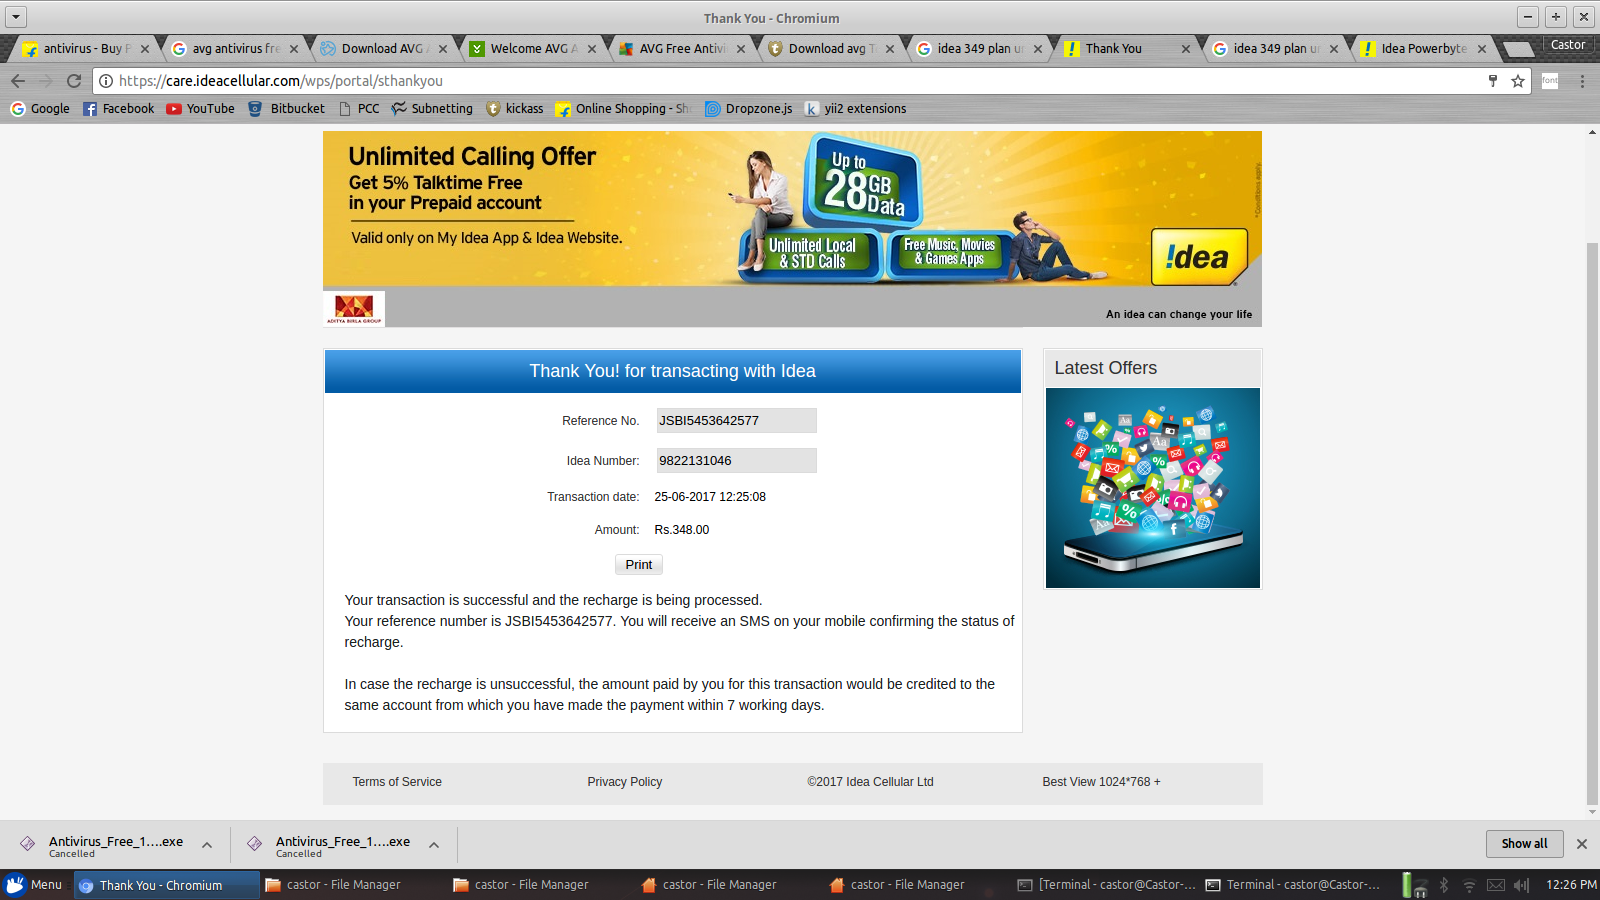 Thank You - Chromium
antivirus - Buy P
avg antivirus fre
Download AVG A
Welcome AVG A
AVG Free Antivi
Download avg T
idea 349 plan u
Thank You
idea 349 plan u
Idea Powerbyte
Castor
https://care.ideacellular.com/wps/portal/sthankyou
font
Google
Facebook
YouTube
Bitbucket
PCC
Subnetting
kickass
Online Shopping - Sh
Dropzone.js
yii2 extensions
Unlimited Calling Offer
Get 5% Talktime Free
in your Prepaid account
Valid only on My Idea App & Idea Website.
Up to
28 GB
Data
Unlimited Local
& STD Calls
Free Music, Movies
& Games Apps
*Conditions apply.
!dea
ADITYA BIRLA GROUP
An idea can change your life
Thank You! for transacting with Idea
Reference No. JSBI5453642577
Idea Number: 9822131046
Transaction date: 25-06-2017 12:25:08
Amount: Rs.348.00
Print
Your transaction is successful and the recharge is being processed.
Your reference number is JSBI5453642577. You will receive an SMS on your mobile confirming the status of
recharge.
In case the recharge is unsuccessful, the amount paid by you for this transaction would be credited to the
same account from which you have made the payment within 7 working days.
Latest Offers
Terms of Service
Privacy Policy
©2017 Idea Cellular Ltd
Best View 1024*768 +
Antivirus_Free_1....exe
Cancelled
Antivirus_Free_1....exe
Cancelled
Show all
Menu
Thank You - Chromium
castor - File Manager
castor - File Manager
castor - File Manager
castor - File Manager
[Terminal - castor@Castor-...
Terminal - castor@Castor-...
12:26 PM